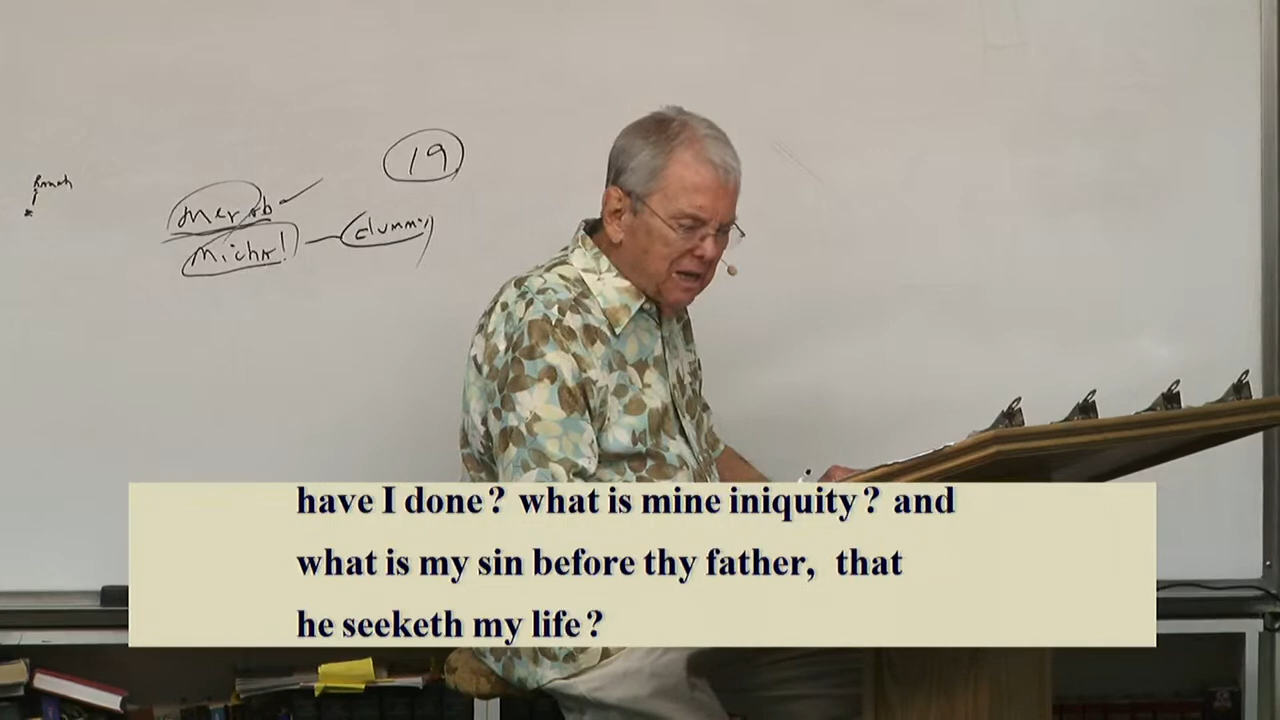 19
Merab
Michal
dummy
have I done? what is mine iniquity? and
what is my sin before thy father, that
he seeketh my life?